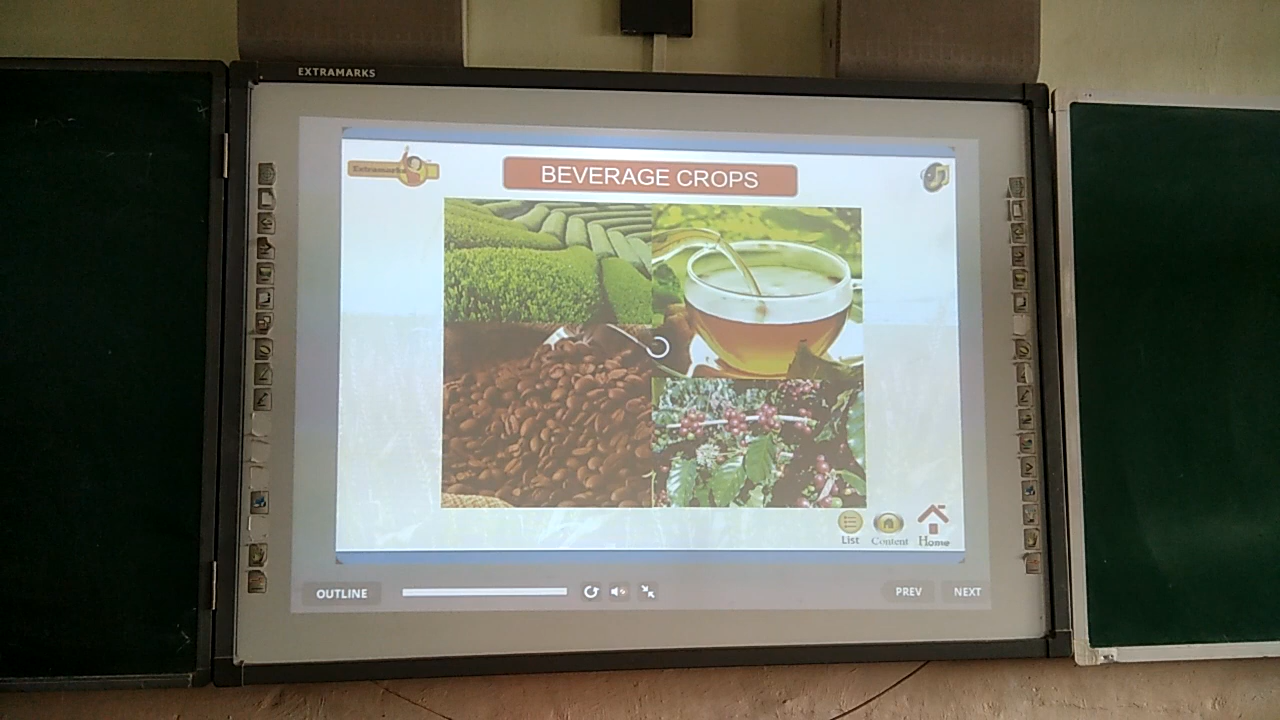 EXTRAMARKS
Extramarks
BEVERAGE CROPS
List
Content
Home
OUTLINE
PREV
NEXT